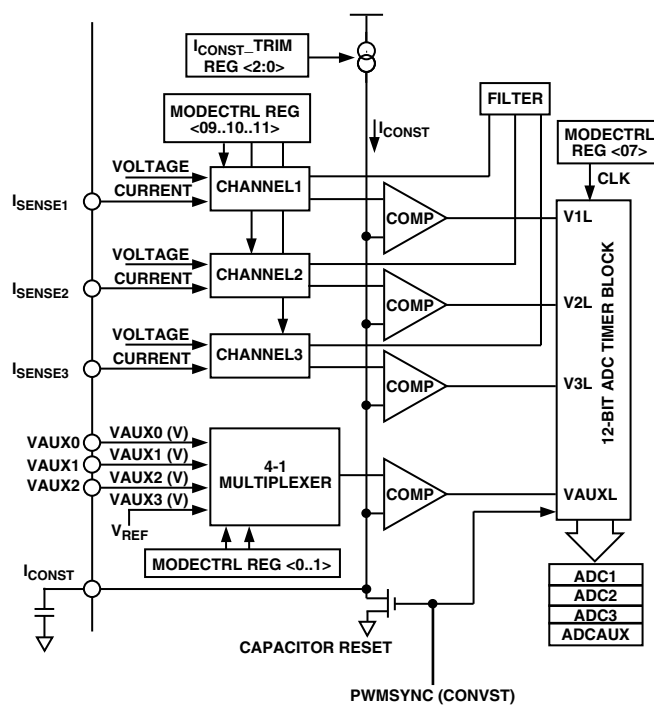 ICONST_TRIM
REG <2:0>
MODECTRL REG
<09..10..11>
FILTER
ICONST
MODECTRL
REG <07>
CLK
VOLTAGE
CURRENT
ISENSE1
CHANNEL1
COMP
V1L
VOLTAGE
CURRENT
ISENSE2
CHANNEL2
COMP
V2L
VOLTAGE
CURRENT
ISENSE3
CHANNEL3
COMP
V3L
12-BIT ADC TIMER BLOCK
VAUX0
VAUX0 (V)
VAUX1
VAUX1 (V)
VAUX2
VAUX2 (V)
VAUX3 (V)
VREF
4-1
MULTIPLEXER
COMP
VAUXL
MODECTRL REG <0..1>
ICONST
CAPACITOR RESET
PWMSYNC (CONVST)
ADC1
ADC2
ADC3
ADCAUX